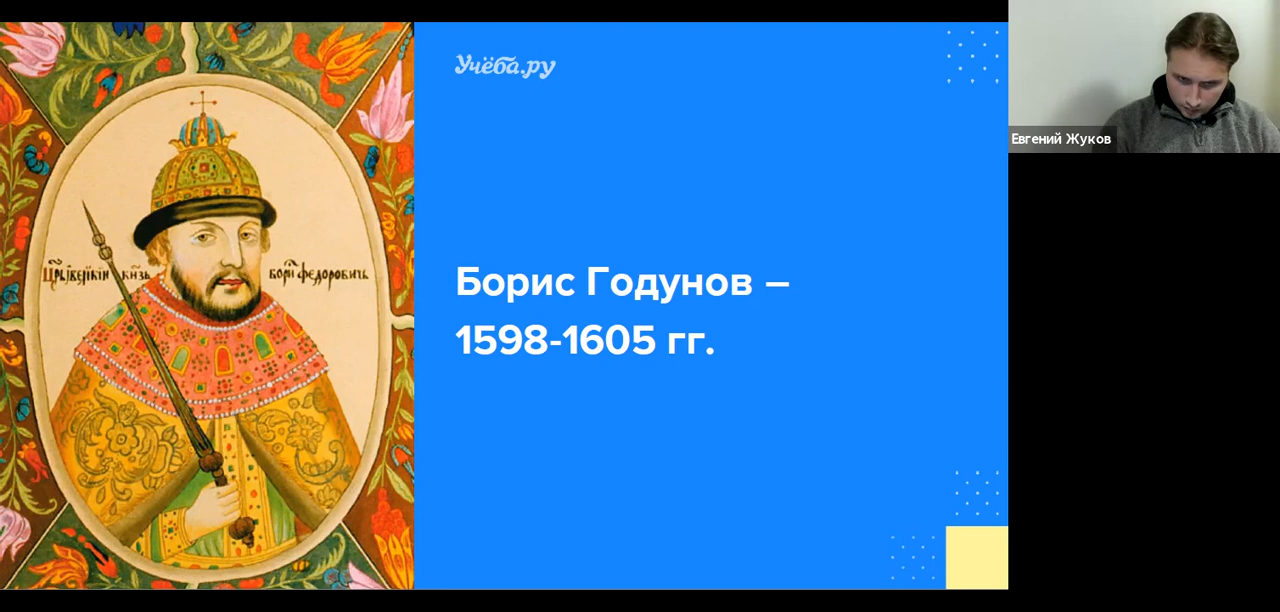 Учёба.ру
Евгений Жуков
Борис Годунов –
1598-1605 гг.